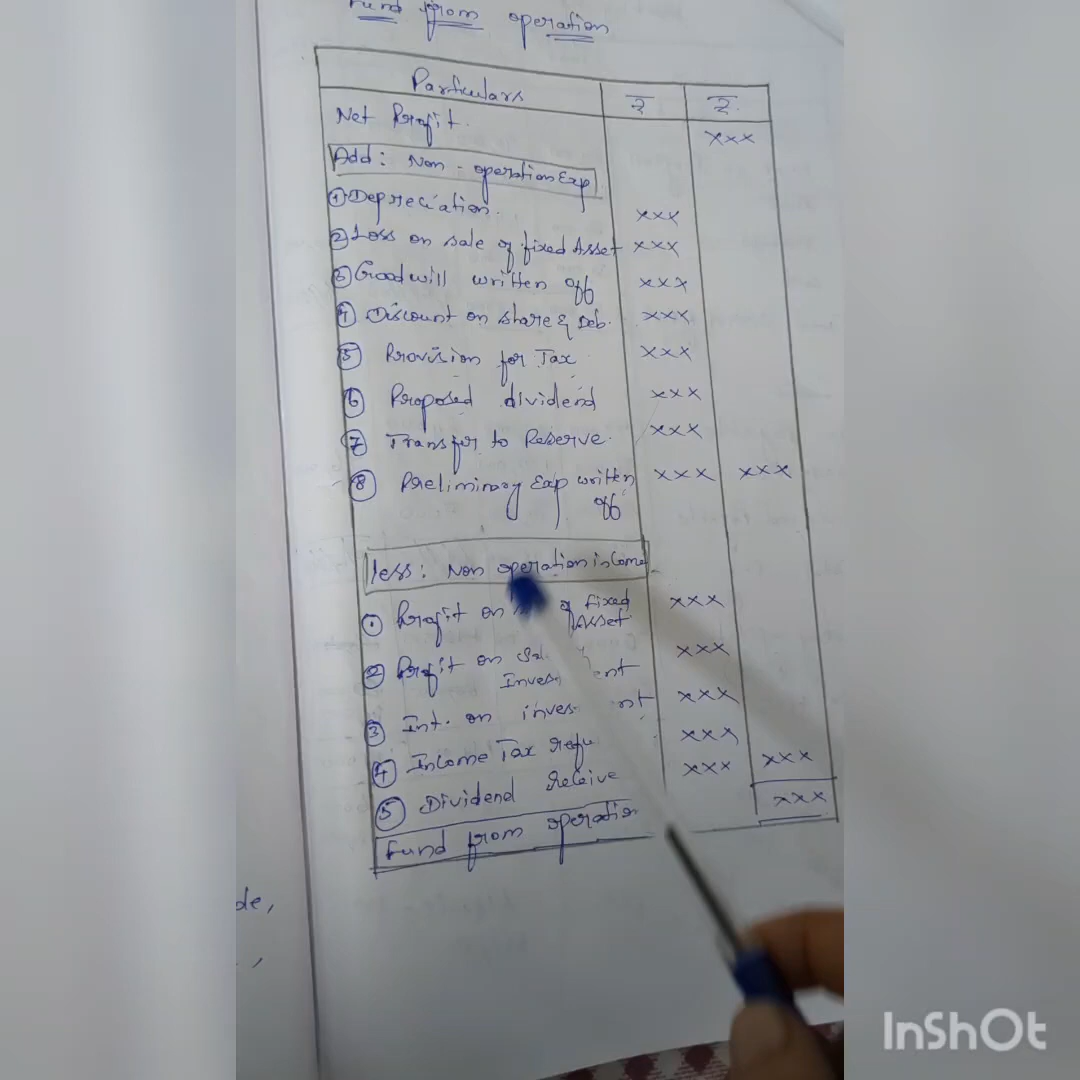 Fund from operation
Particulars ₹ ₹
Net Profit. xxx
Add: Non-operation Exp
① Depreciation. xxx
② Loss on sale of fixed Asset xxx
③ Goodwill written off xxx
④ Discount on share & Deb. xxx
⑤ Provision for Tax xxx
⑥ Proposed dividend xxx
⑦ Transfer to Reserve. xxx
⑧ Preliminary Exp written xxx xxx
off
less: Non operation income
① Profit on of fixed xxx
Asset
② Profit on xxx
③ Int. on xxx
④ Income Tax xxx
⑤ Dividend receive xxx xxx
Fund from operation xxx
de,
InShOt